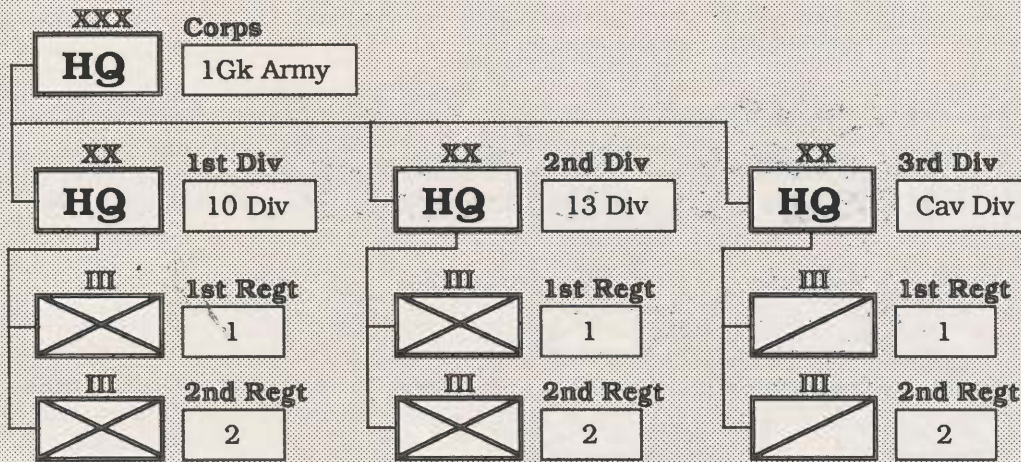 XXX
Corps
HQ
1Gk Army
XX
1st Div
HQ
10 Div
XX
2nd Div
HQ
13 Div
XX
3rd Div
HQ
Cav Div
III
1st Regt
1
III
1st Regt
1
III
1st Regt
1
III
2nd Regt
2
III
2nd Regt
2
III
2nd Regt
2